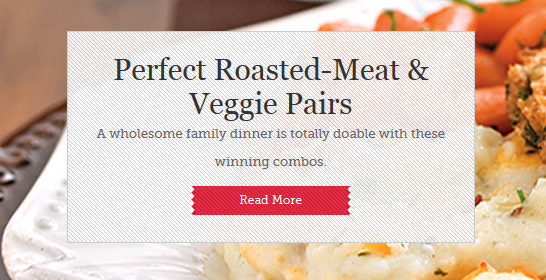 Perfect Roasted-Meat &
Veggie Pairs
A wholesome family dinner is totally doable with these
winning combos.
Read More